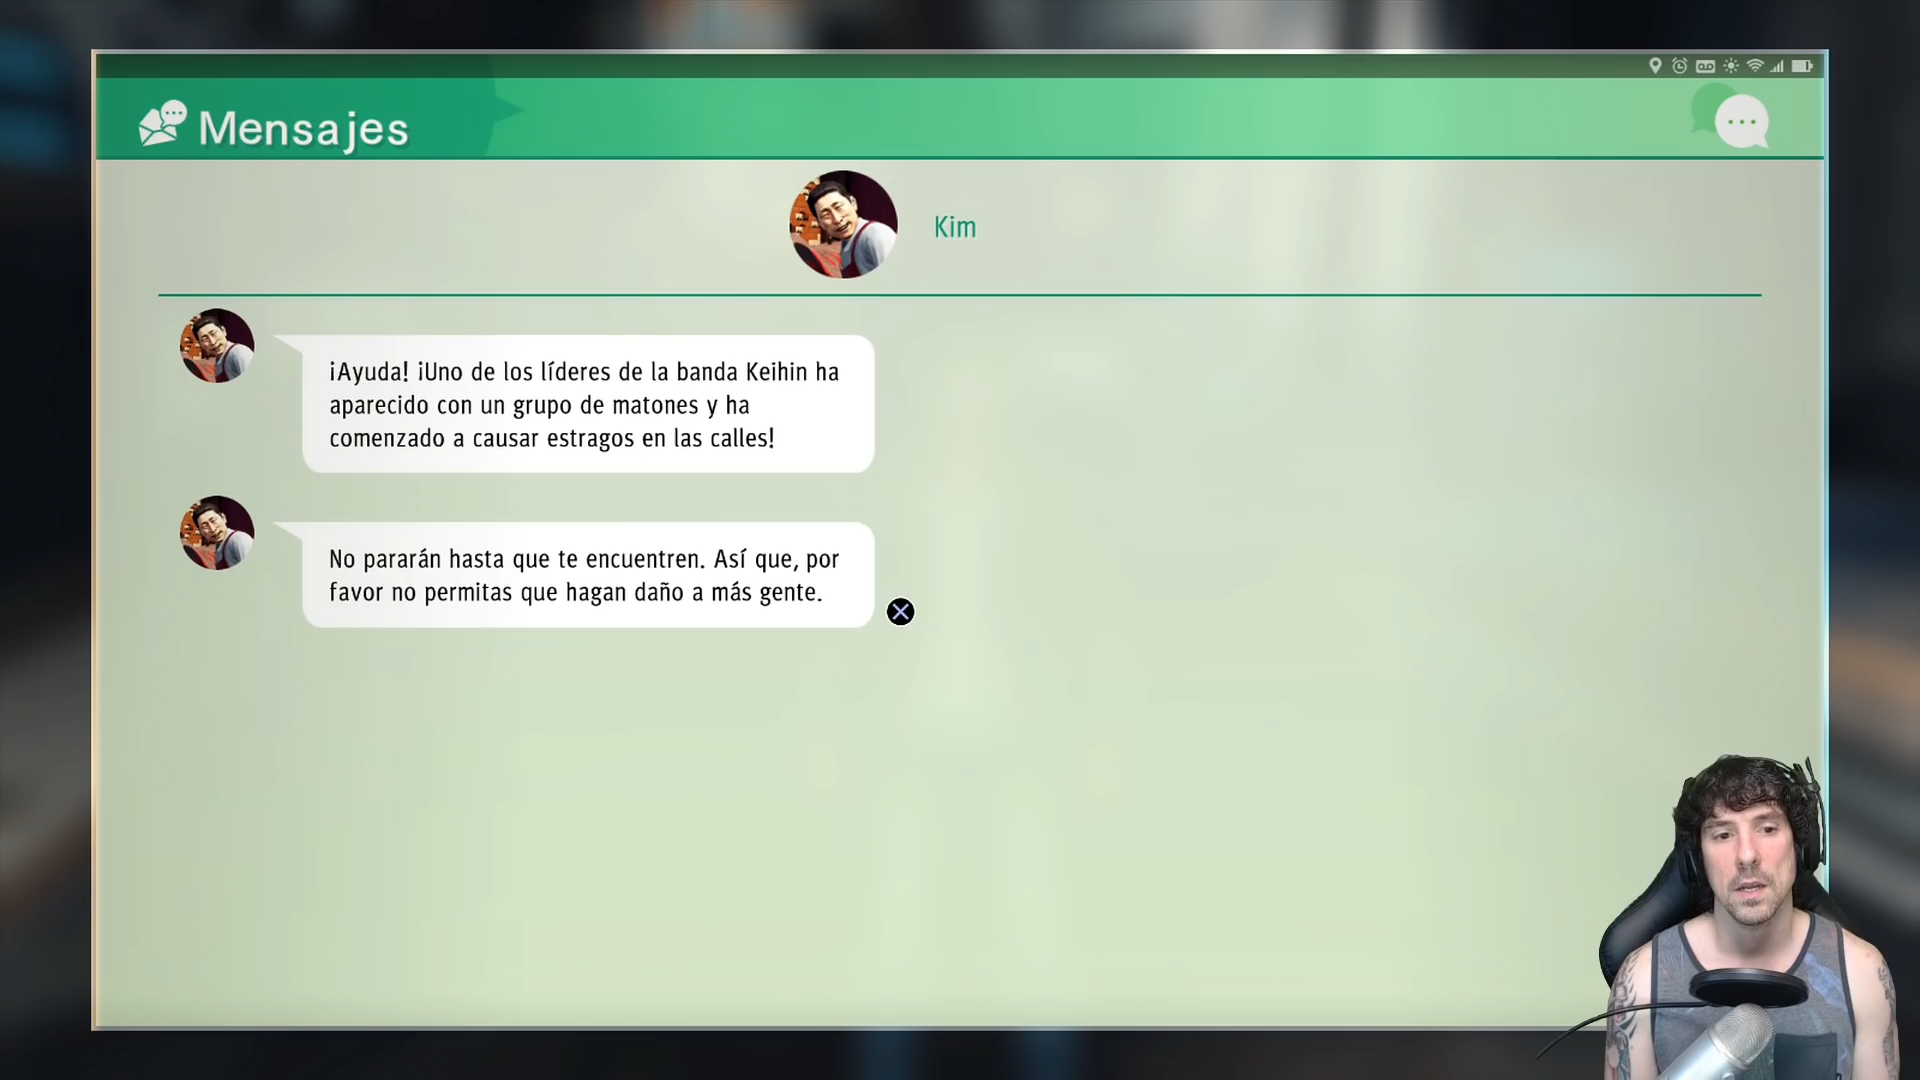 Mensajes
Kim
¡Ayuda! ¡Uno de los líderes de la banda Keihin ha
aparecido con un grupo de matones y ha
comenzado a causar estragos en las calles!
No pararán hasta que te encuentren. Así que, por
favor no permitas que hagan daño a más gente.